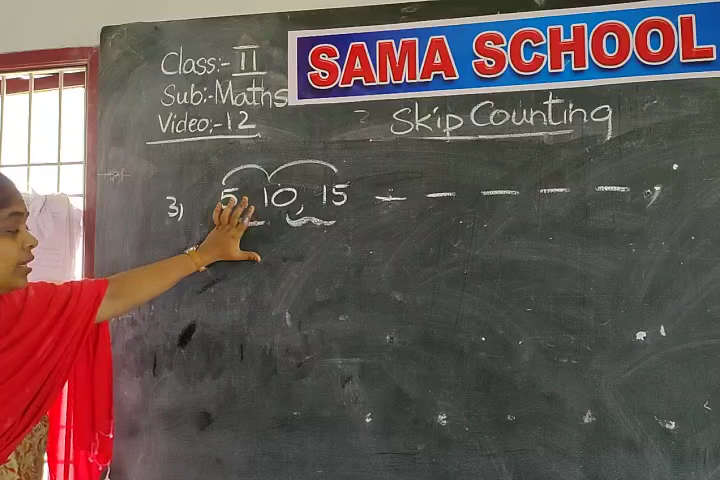 SAMA SCHOOL
Class:- II
Sub:- Maths
Video:- 12
Skip Counting
3) 5 10, 15 _ _ _ _ _ ,